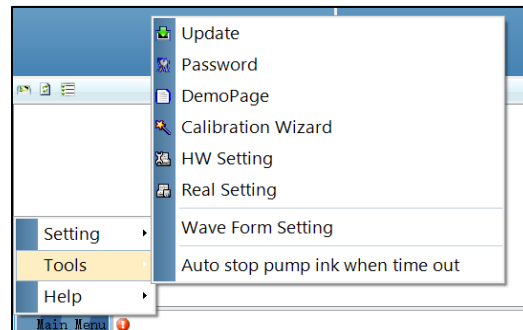 Update
Password
DemoPage
Calibration Wizard
HW Setting
Real Setting
Wave Form Setting
Auto stop pump ink when time out
Setting
Tools
Help
Main Menu